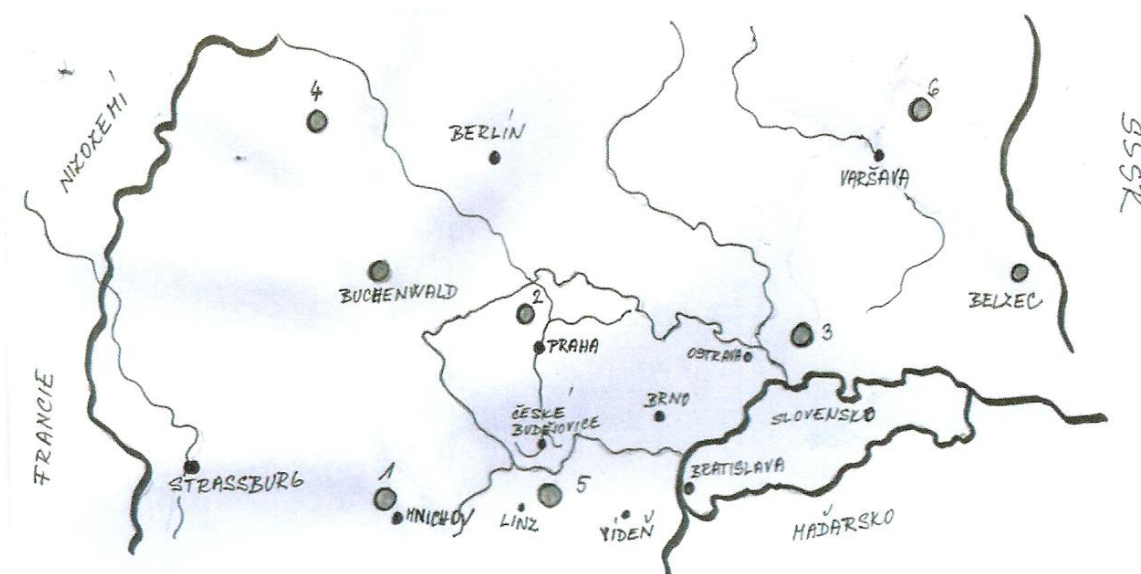 NIZOZEMÍ
4
BERLÍN
6
VARŠAVA
SSSR
BUCHENWALD
2
PRAHA
OSTRAVA
3
BELZEC
FRANCIE
ČESKÉ
BUDĚJOVICE
BRNO
SLOVENSKO
STRASSBURG
1
MNICHOV
LINZ
5
VÍDEŇ
BRATISLAVA
MAĎARSKO